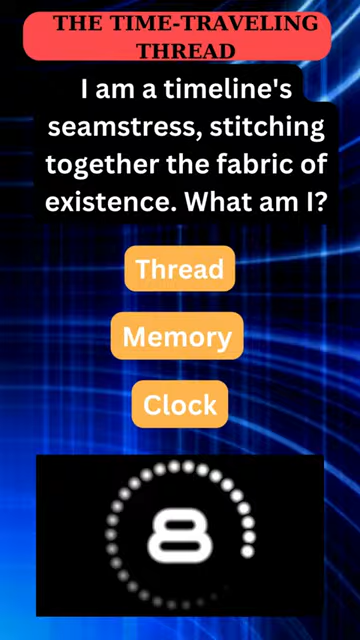 THE TIME-TRAVELING
THREAD
I am a timeline's
seamstress, stitching
together the fabric of
existence. What am I?
Thread
Memory
Clock
8